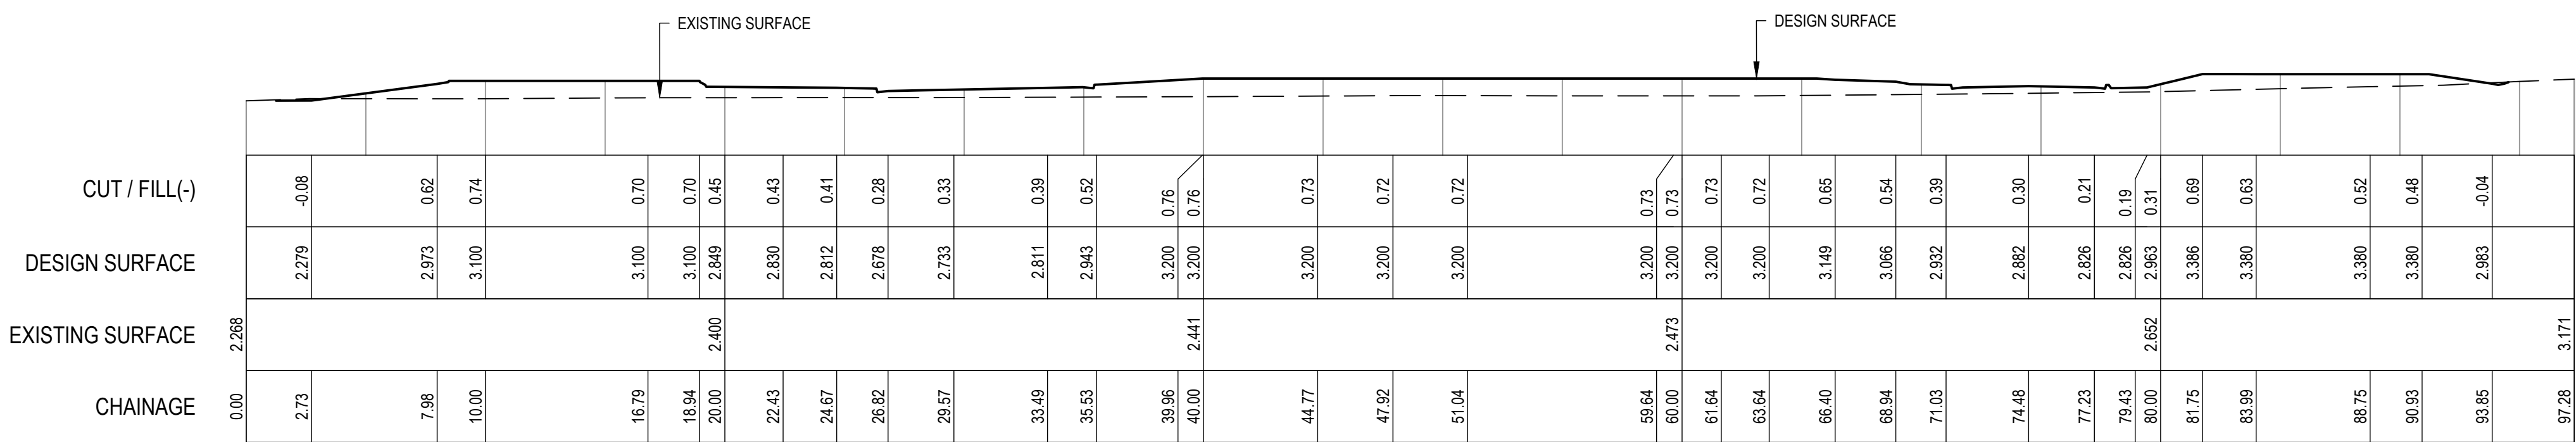 EXISTING SURFACE
DESIGN SURFACE
CUT / FILL(-) -0.08 0.62 0.74 0.70 0.70 0.45 0.43 0.41 0.28 0.33 0.39 0.52 0.76 0.76 0.73 0.72 0.72 0.73 0.73 0.73 0.72 0.65 0.54 0.39 0.30 0.21 0.19 0.31 0.69 0.63 0.52 0.48 -0.04
DESIGN SURFACE 2.279 2.973 3.100 3.100 3.100 2.849 2.830 2.812 2.678 2.733 2.811 2.943 3.200 3.200 3.200 3.200 3.200 3.200 3.200 3.200 3.200 3.149 3.066 2.932 2.882 2.826 2.826 2.963 3.386 3.380 3.380 3.380 2.983
EXISTING SURFACE 2.268 2.400 2.441 2.473 2.652 3.171
CHAINAGE 0.00 2.73 7.98 10.00 16.79 18.94 20.00 22.43 24.67 26.82 29.57 33.49 35.53 39.96 40.00 44.77 47.92 51.04 59.64 60.00 61.64 63.64 66.40 68.94 71.03 74.48 77.23 79.43 80.00 81.75 83.99 88.75 90.93 93.85 97.28